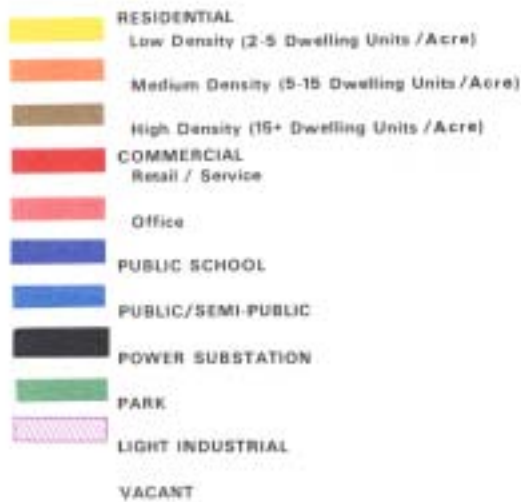 RESIDENTIAL
Low Density (2-5 Dwelling Units /Acre)
Medium Density (5-15 Dwelling Units /Acre)
High Density (15+ Dwelling Units /Acre)
COMMERCIAL
Retail / Service
Office
PUBLIC SCHOOL
PUBLIC/SEMI-PUBLIC
POWER SUBSTATION
PARK
LIGHT INDUSTRIAL
VACANT